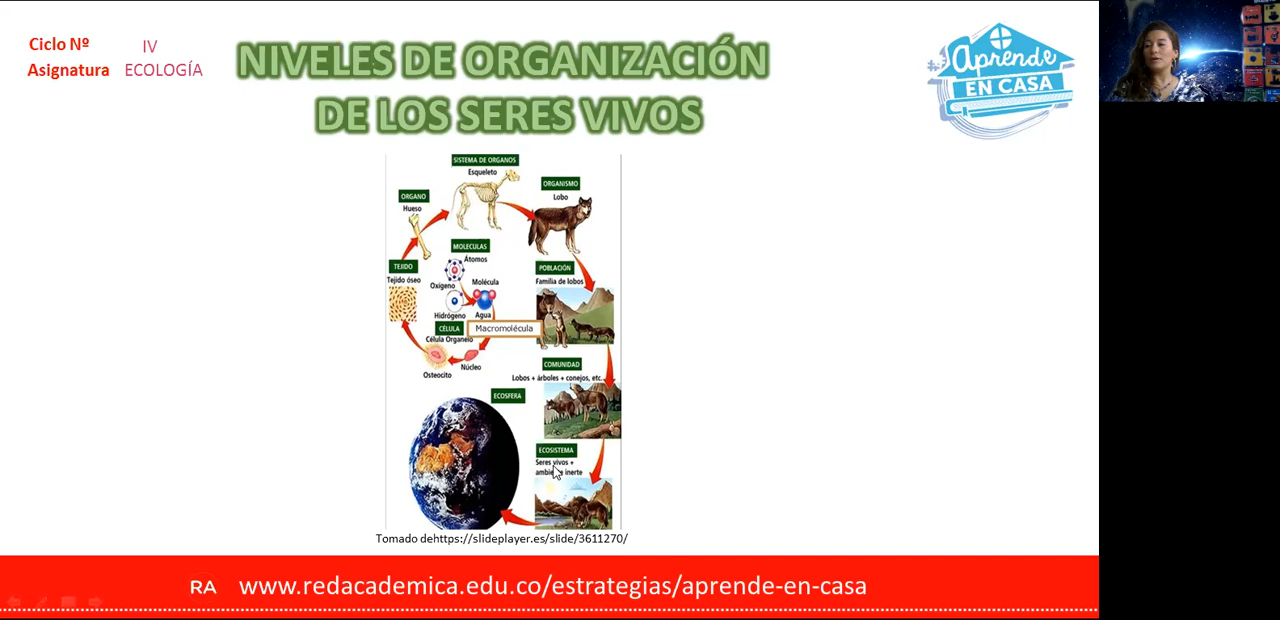 Ciclo Nº IV
Asignatura ECOLOGÍA
NIVELES DE ORGANIZACIÓN
DE LOS SERES VIVOS
#Aprende
EN CASA
SISTEMA DE ORGANOS
Esqueleto
ORGANISMO
Lobo
ORGANO
Hueso
MOLECULAS
Átomos
TEJIDO
Tejido óseo
Oxígeno
Molécula
POBLACIÓN
Familia de lobos
Hidrógeno
Agua
CÉLULA
Macromolécula
Célula Organelo
Núcleo
Osteocito
COMUNIDAD
Lobos + árboles + conejos, etc.
ECOSFERA
ECOSISTEMA
Seres vivos +
inerte
Tomado dehttps://slideplayer.es/slide/3611270/
RA www.redacademica.edu.co/estrategias/aprende-en-casa